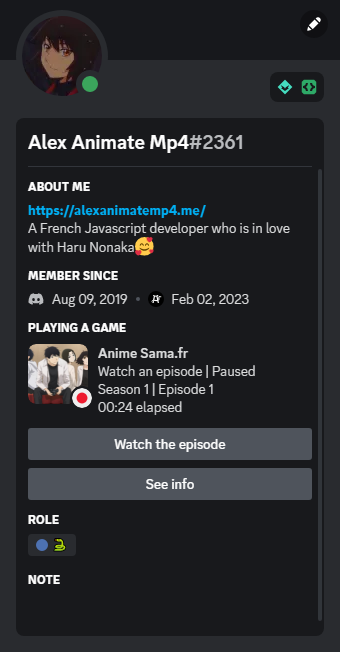 Alex Animate Mp4#2361
ABOUT ME
https://alexanimatemp4.me/
A French Javascript developer who is in love
with Haru Nonaka🥰
MEMBER SINCE
Aug 09, 2019 • Feb 02, 2023
PLAYING A GAME
Anime Sama.fr
Watch an episode | Paused
Season 1 | Episode 1
00:24 elapsed
Watch the episode
See info
ROLE
NOTE